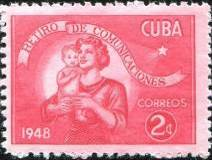 RETIRO DE COMUNICACIONES
CUBA
CORREOS
1948
2¢